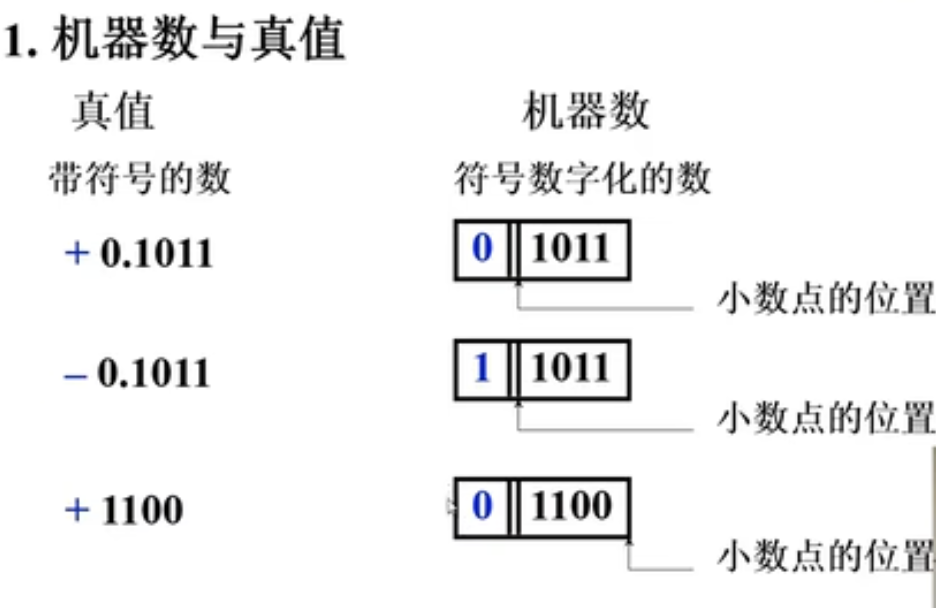 1. 机器数与真值
真值 机器数
带符号的数 符号数字化的数
+ 0.1011 0 1011
小数点的位置
– 0.1011 1 1011
小数点的位置
+ 1100 0 1100
小数点的位置